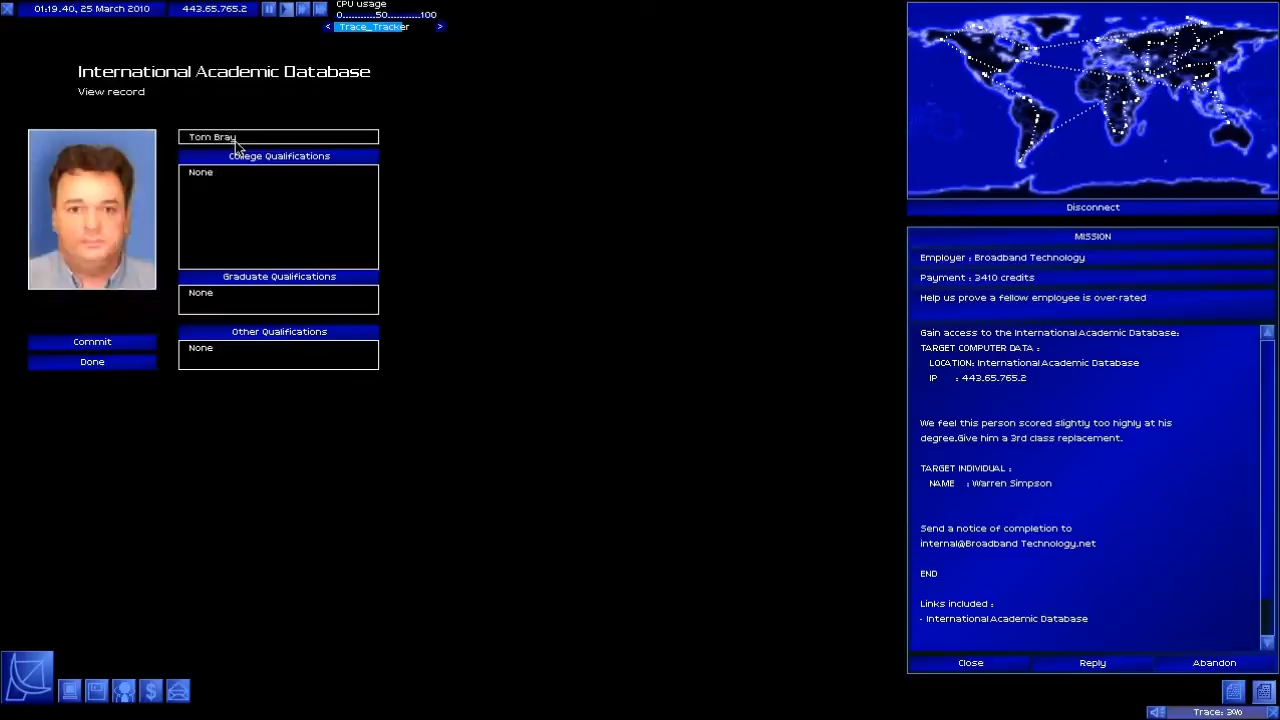 01:19.40, 25 March 2010
443.65.765.2
CPU usage
0..........50.........100
< Trace_Tracker >
International Academic Database
View record
Tom Bray
College Qualifications
None
Graduate Qualifications
None
Other Qualifications
None
Commit
Done
Disconnect
MISSION
Employer : Broadband Technology
Payment : 3410 credits
Help us prove a fellow employee is over-rated
Gain access to the International Academic Database:
TARGET COMPUTER DATA :
LOCATION: International Academic Database
IP : 443.65.765.2
We feel this person scored slightly too highly at his
degree.Give him a 3rd class replacement.
TARGET INDIVIDUAL :
NAME : Warren Simpson
Send a notice of completion to
internal@Broadband Technology.net
END
Links included :
- International Academic Database
Close
Reply
Abandon
Trace: 3%